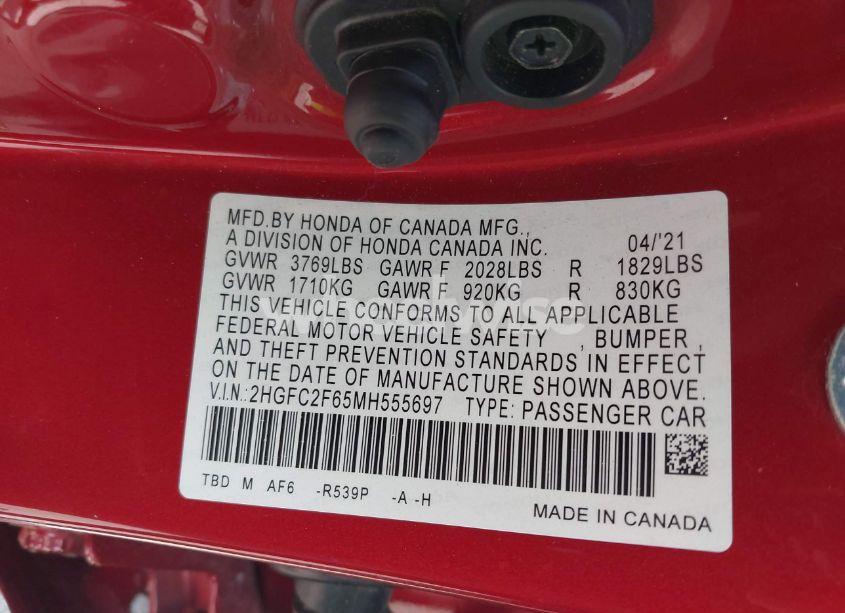 MFD.BY HONDA OF CANADA MFG.,
A DIVISION OF HONDA CANADA INC. 04/'21
GVWR 3769LBS GAWR F 2028LBS R 1829LBS
GVWR 1710KG GAWR F 920KG R 830KG
THIS VEHICLE CONFORMS TO ALL APPLICABLE
FEDERAL MOTOR VEHICLE SAFETY , BUMPER ,
AND THEFT PREVENTION STANDARDS IN EFFECT
ON THE DATE OF MANUFACTURE SHOWN ABOVE.
V.I.N.:2HGFC2F65MH555697 TYPE: PASSENGER CAR
TBD M AF6 -R539P -A -H
MADE IN CANADA